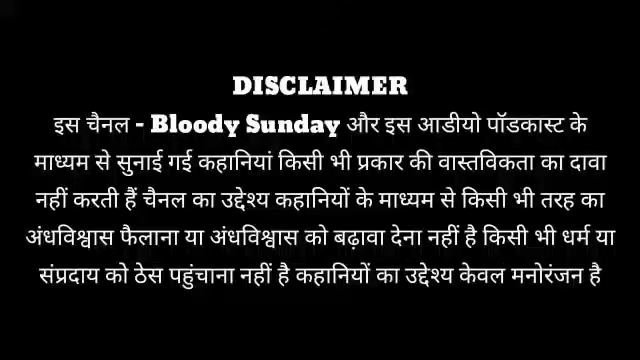 DISCLAIMER
इस चैनल - Bloody Sunday और इस आडीयो पॉडकास्ट के
माध्यम से सुनाई गई कहानियां किसी भी प्रकार की वास्तविकता का दावा
नहीं करती हैं चैनल का उद्देश्य कहानियों के माध्यम से किसी भी तरह का
अंधविश्वास फैलाना या अंधविश्वास को बढ़ावा देना नहीं है किसी भी धर्म या
संप्रदाय को ठेस पहुंचाना नहीं है कहानियों का उद्देश्य केवल मनोरंजन है